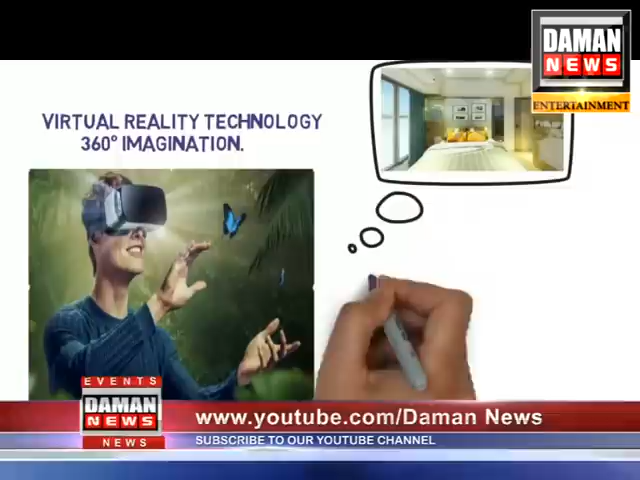 DAMAN
NEWS
ENTERTAINMENT
VIRTUAL REALITY TECHNOLOGY
360° IMAGINATION.
EVENTS
DAMAN
NEWS
NEWS
www.youtube.com/Daman News
SUBSCRIBE TO OUR YOUTUBE CHANNEL